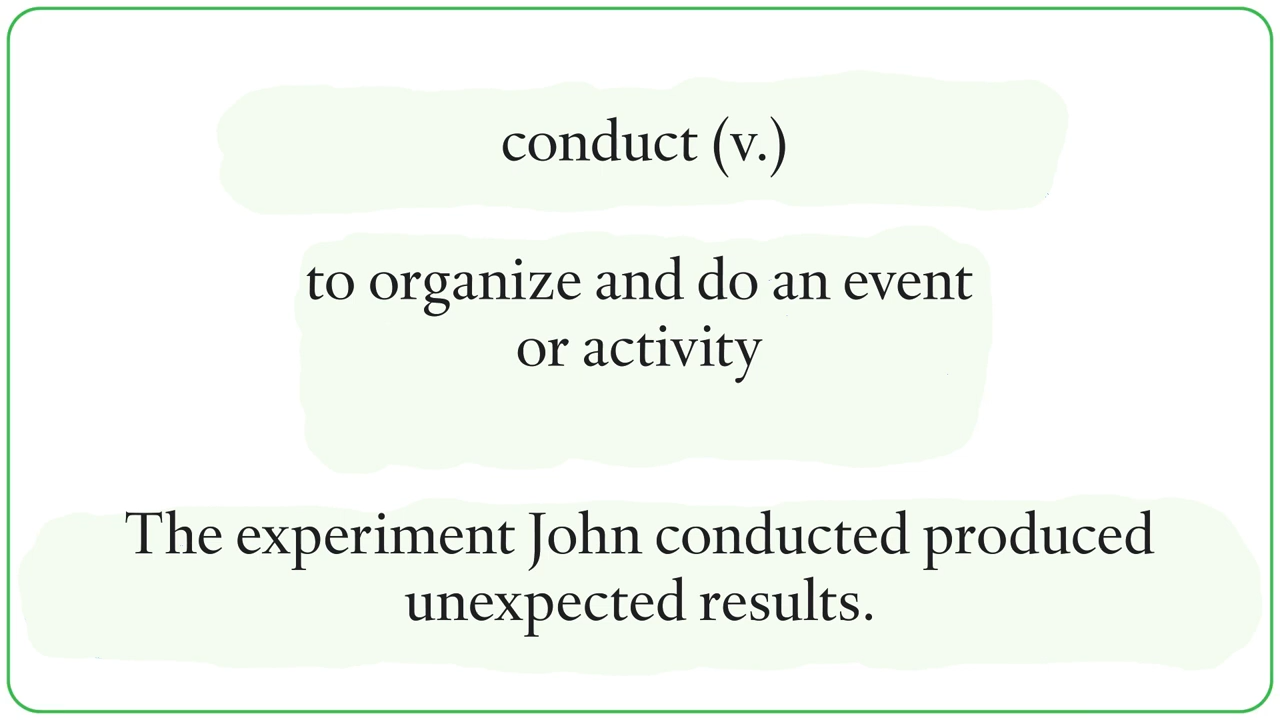 conduct (v.)
to organize and do an event
or activity
The experiment John conducted produced
unexpected results.